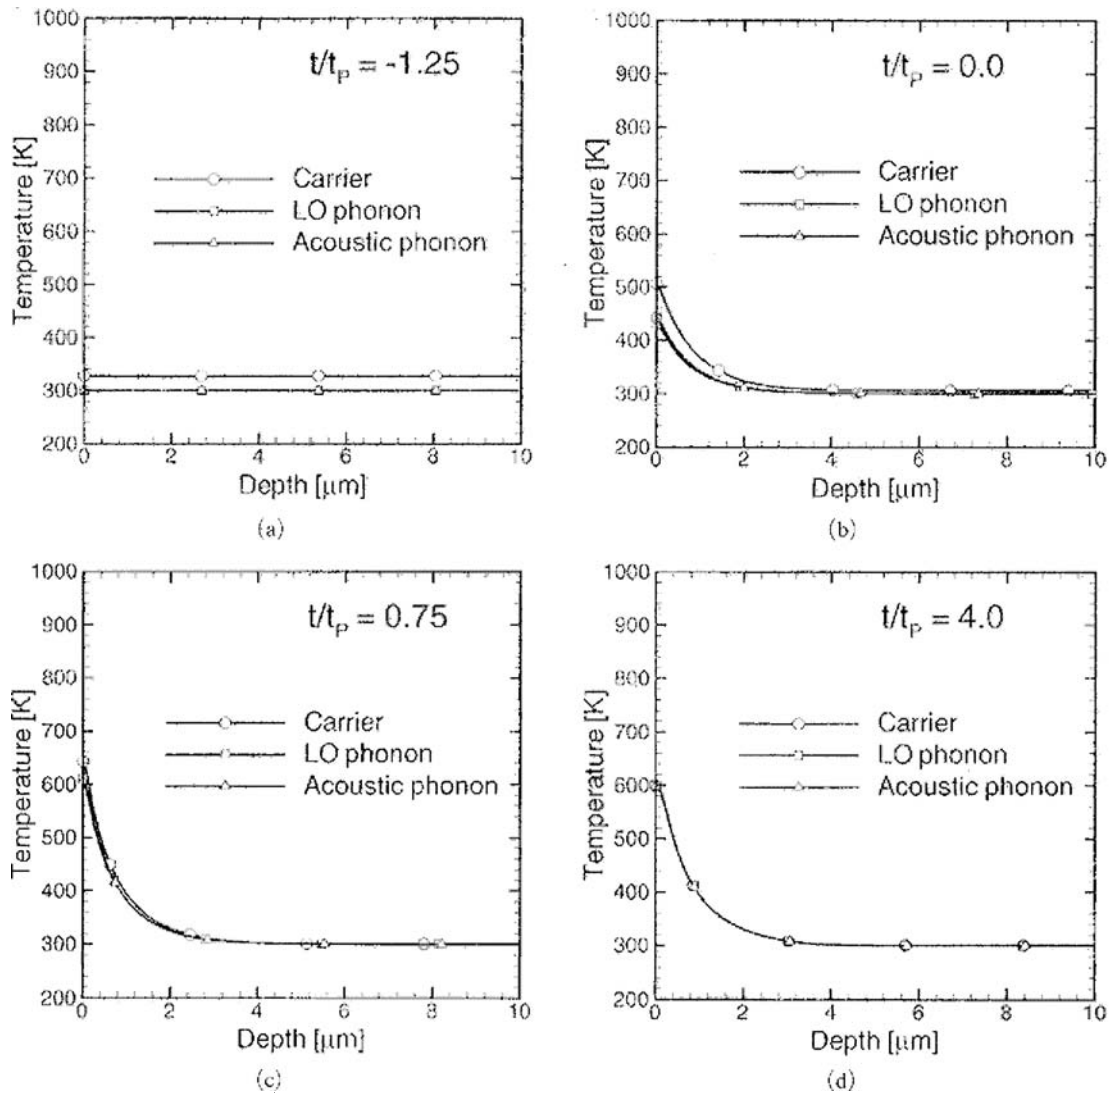 1000
900
800
700
600
500
400
300
200
Temperature [K]
t/tP = -1.25
Carrier
LO phonon
Acoustic phonon
0 2 4 6 8 10
Depth [μm]
(a)
1000
900
800
700
600
500
400
300
200
Temperature [K]
t/tP = 0.0
Carrier
LO phonon
Acoustic phonon
0 2 4 6 8 10
Depth [μm]
(b)
1000
900
800
700
600
500
400
300
200
Temperature [K]
t/tP = 0.75
Carrier
LO phonon
Acoustic phonon
0 2 4 6 8 10
Depth [μm]
(c)
1000
900
800
700
600
500
400
300
200
Temperature [K]
t/tP = 4.0
Carrier
LO phonon
Acoustic phonon
0 2 4 6 8 10
Depth [μm]
(d)